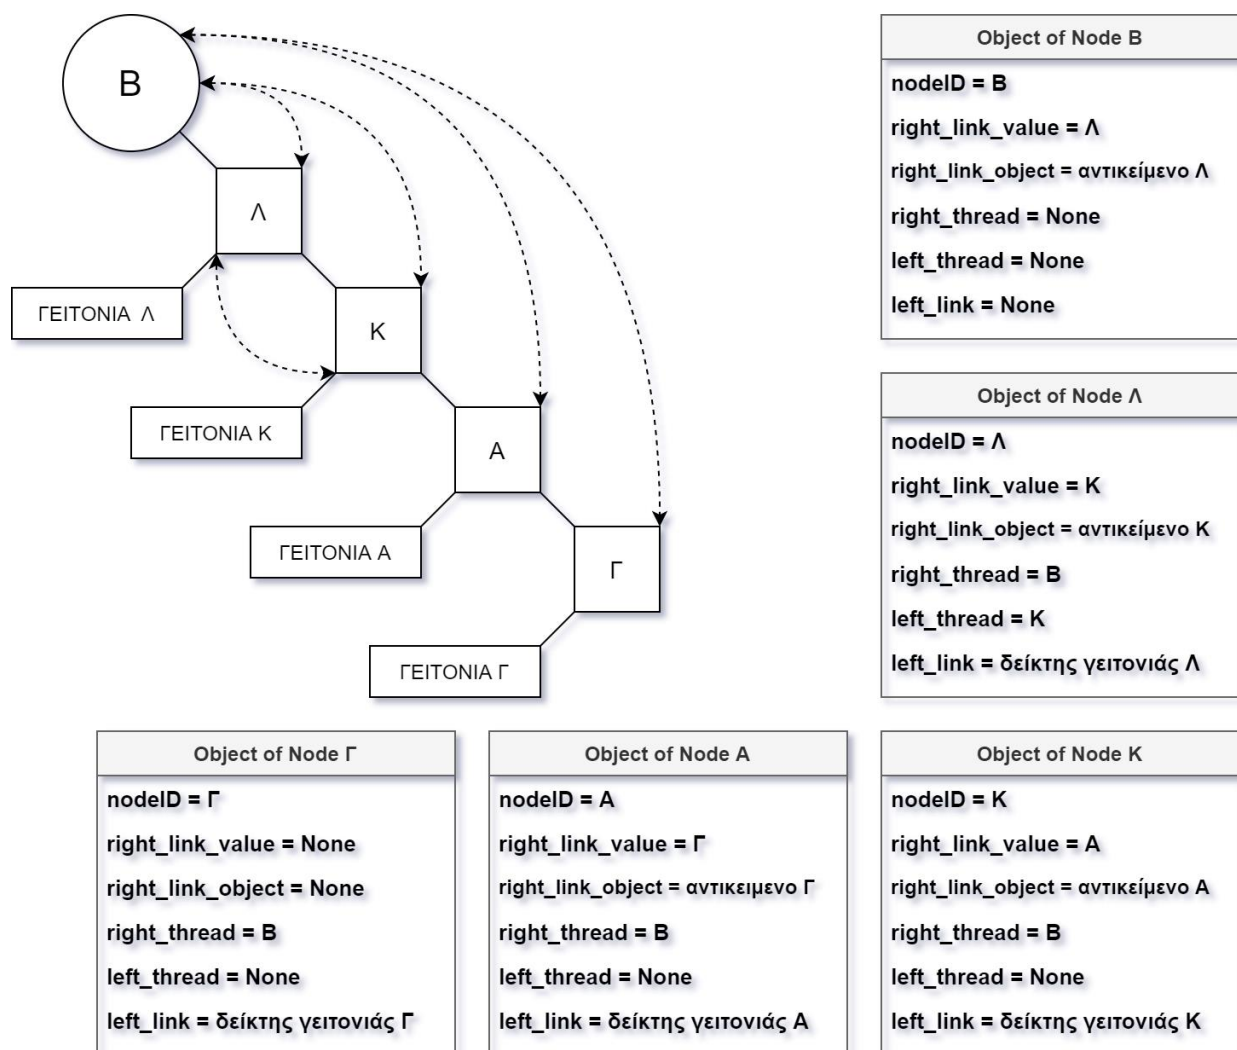 B
Λ
ΓΕΙΤΟΝΙΑ Λ
K
ΓΕΙΤΟΝΙΑ Κ
A
ΓΕΙΤΟΝΙΑ Α
Γ
ΓΕΙΤΟΝΙΑ Γ
Object of Node B
nodeID = B
right_link_value = Λ
right_link_object = αντικείμενο Λ
right_thread = None
left_thread = None
left_link = None
Object of Node Λ
nodeID = Λ
right_link_value = K
right_link_object = αντικείμενο Κ
right_thread = B
left_thread = K
left_link = δείκτης γειτονιάς Λ
Object of Node Γ
nodeID = Γ
right_link_value = None
right_link_object = None
right_thread = B
left_thread = None
left_link = δείκτης γειτονιάς Γ
Object of Node A
nodeID = A
right_link_value = Γ
right_link_object = αντικειμενο Γ
right_thread = B
left_thread = None
left_link = δείκτης γειτονιάς Α
Object of Node K
nodeID = K
right_link_value = A
right_link_object = αντικείμενο Α
right_thread = B
left_thread = None
left_link = δείκτης γειτονιάς Κ